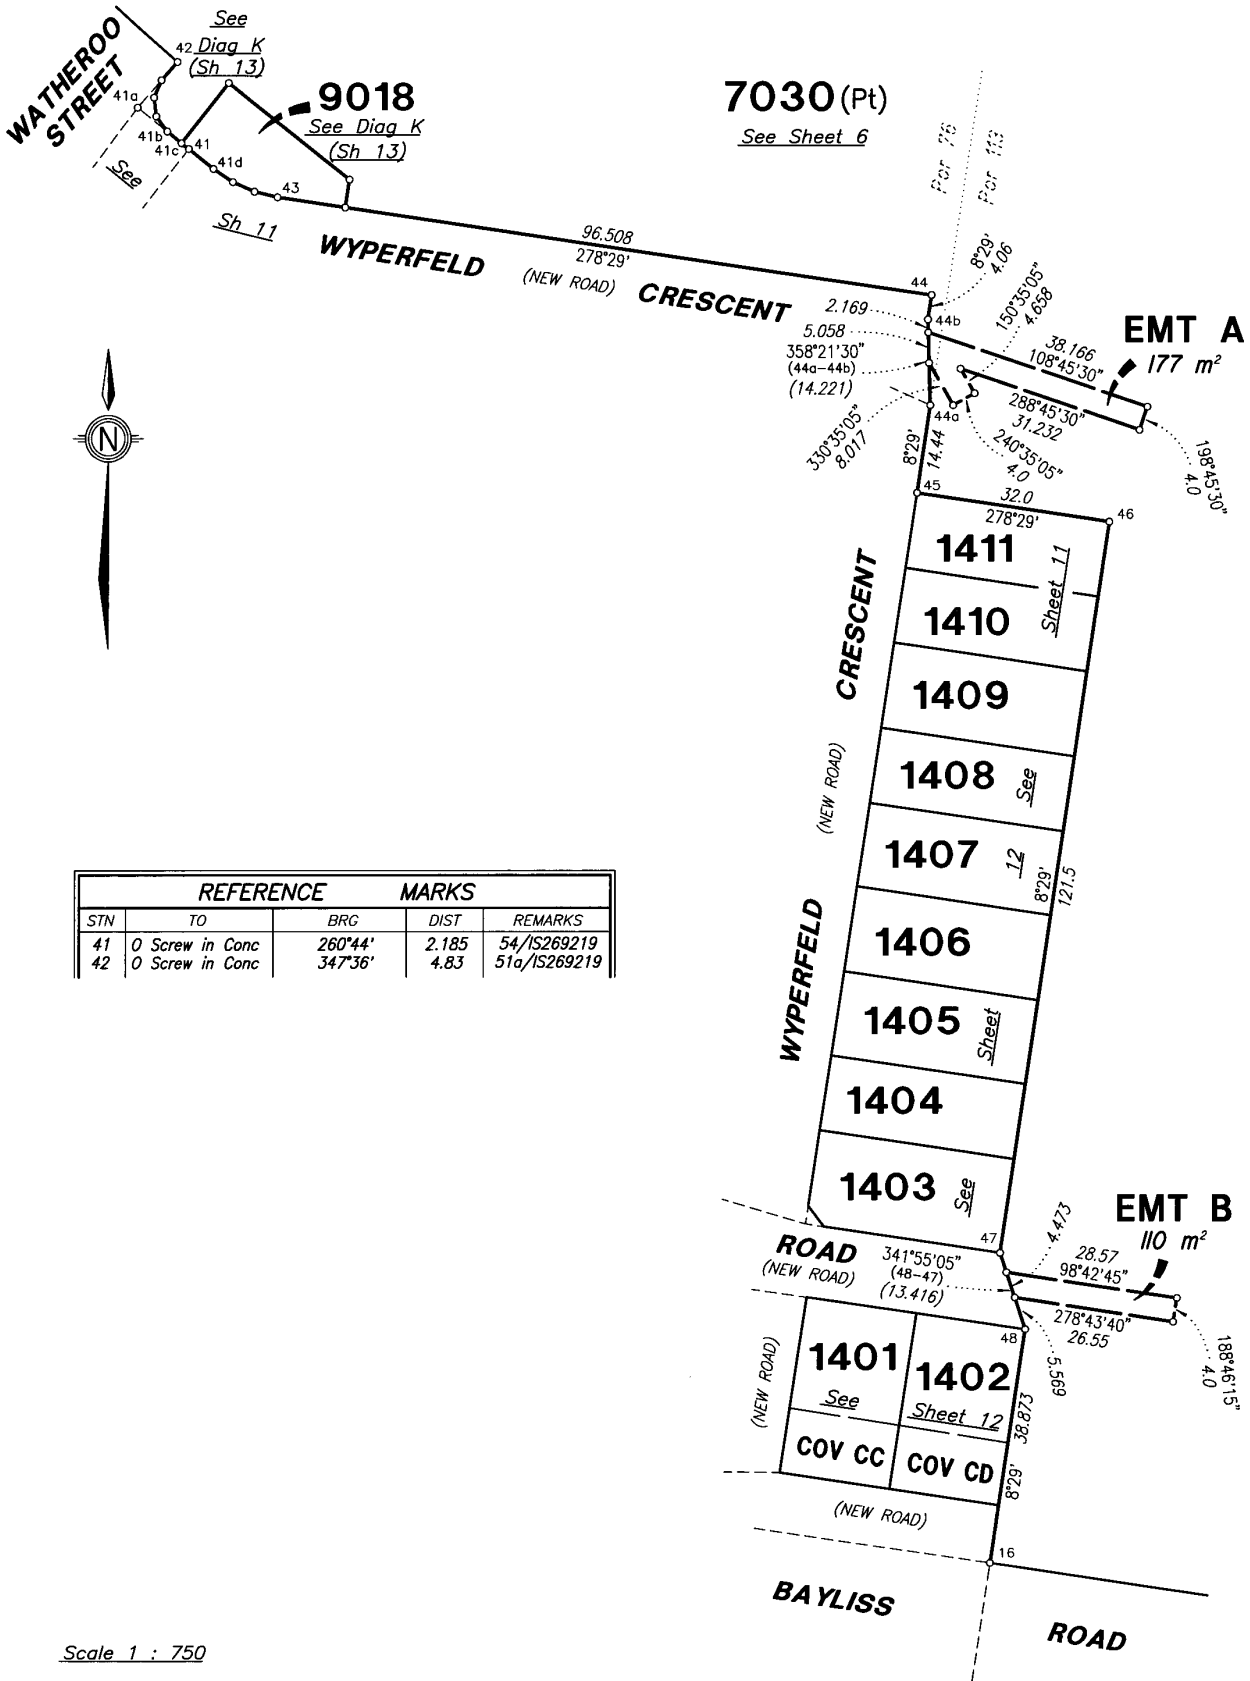 WATHEROO
STREET
See
Diag K
(Sh 13)
42
41a
41b
41c
41
41d
43
See
Sh 11
9018
See Diag K
(Sh 13)
7030 (Pt)
See Sheet 6
Por 76
Por 113
96.508
278°29'
WYPERFELD
(NEW ROAD)
CRESCENT
44
8°29'
4.06
150°35'05"
4.658
2.169
44b
5.058
358°21'30"
(44a-44b)
(14.221)
38.166
108°45'30"
EMT A
177 m²
288°45'30"
31.232
44a
330°35'05"
8.017
240°35'05"
4.0
198°45'30"
4.0
8°29'
14.44
45
32.0
278°29'
46
N
1411
Sheet 11
1410
CRESCENT
1409
1408
See
(NEW ROAD)
1407
12
8°29'
121.5
1406
WYPERFELD
1405
Sheet
1404
1403
See
REFERENCE MARKS
STN TO BRG DIST REMARKS
41 O Screw in Conc 260°44' 2.185 54/IS269219
42 O Screw in Conc 347°36' 4.83 51a/IS269219
47
ROAD
(NEW ROAD)
341°55'05"
(48-47)
(13.416)
4.473
28.57
98°42'45"
EMT B
110 m²
278°43'40"
26.55
188°46'15"
4.0
48
5.569
1401
See
1402
Sheet 12
(NEW ROAD)
COV CC
COV CD
38.873
8°29'
(NEW ROAD)
16
BAYLISS
ROAD
Scale 1 : 750